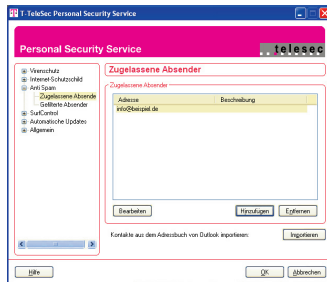 T-TeleSec Personal Security Service
Personal Security Service
telesec
Virenschutz
Internet-Schutzschild
Anti Spam
Zugelassene Absende
Gefilterte Absender
SurfControl
Automatische Updates
Allgemein
Zugelassene Absender
Zugelassene Absender
Adresse Beschreibung
info@beispiel.de
Bearbeiten Hinzufügen Entfernen
Kontakte aus dem Adressbuch von Outlook importieren: Importieren
Hilfe OK Abbrechen